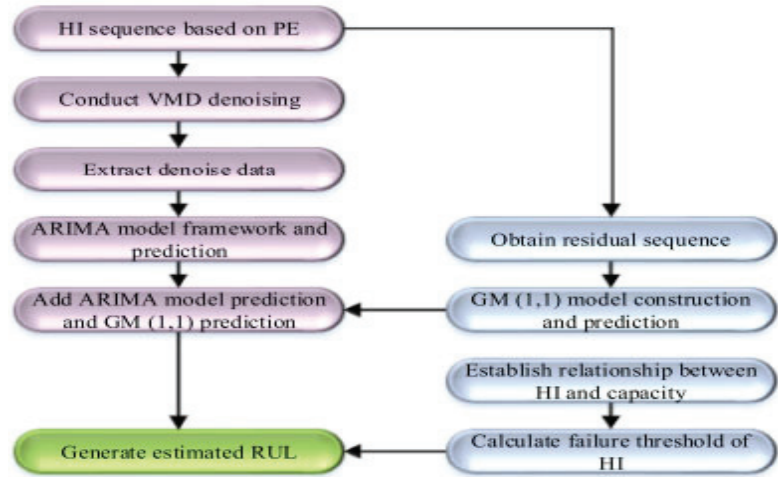 HI sequence based on PE
Conduct VMD denoising
Extract denoise data
ARIMA model framework and
prediction
Add ARIMA model prediction
and GM (1,1) prediction
Generate estimated RUL
Obtain residual sequence
GM (1,1) model construction
and prediction
Establish relationship between
HI and capacity
Calculate failure threshold of
HI